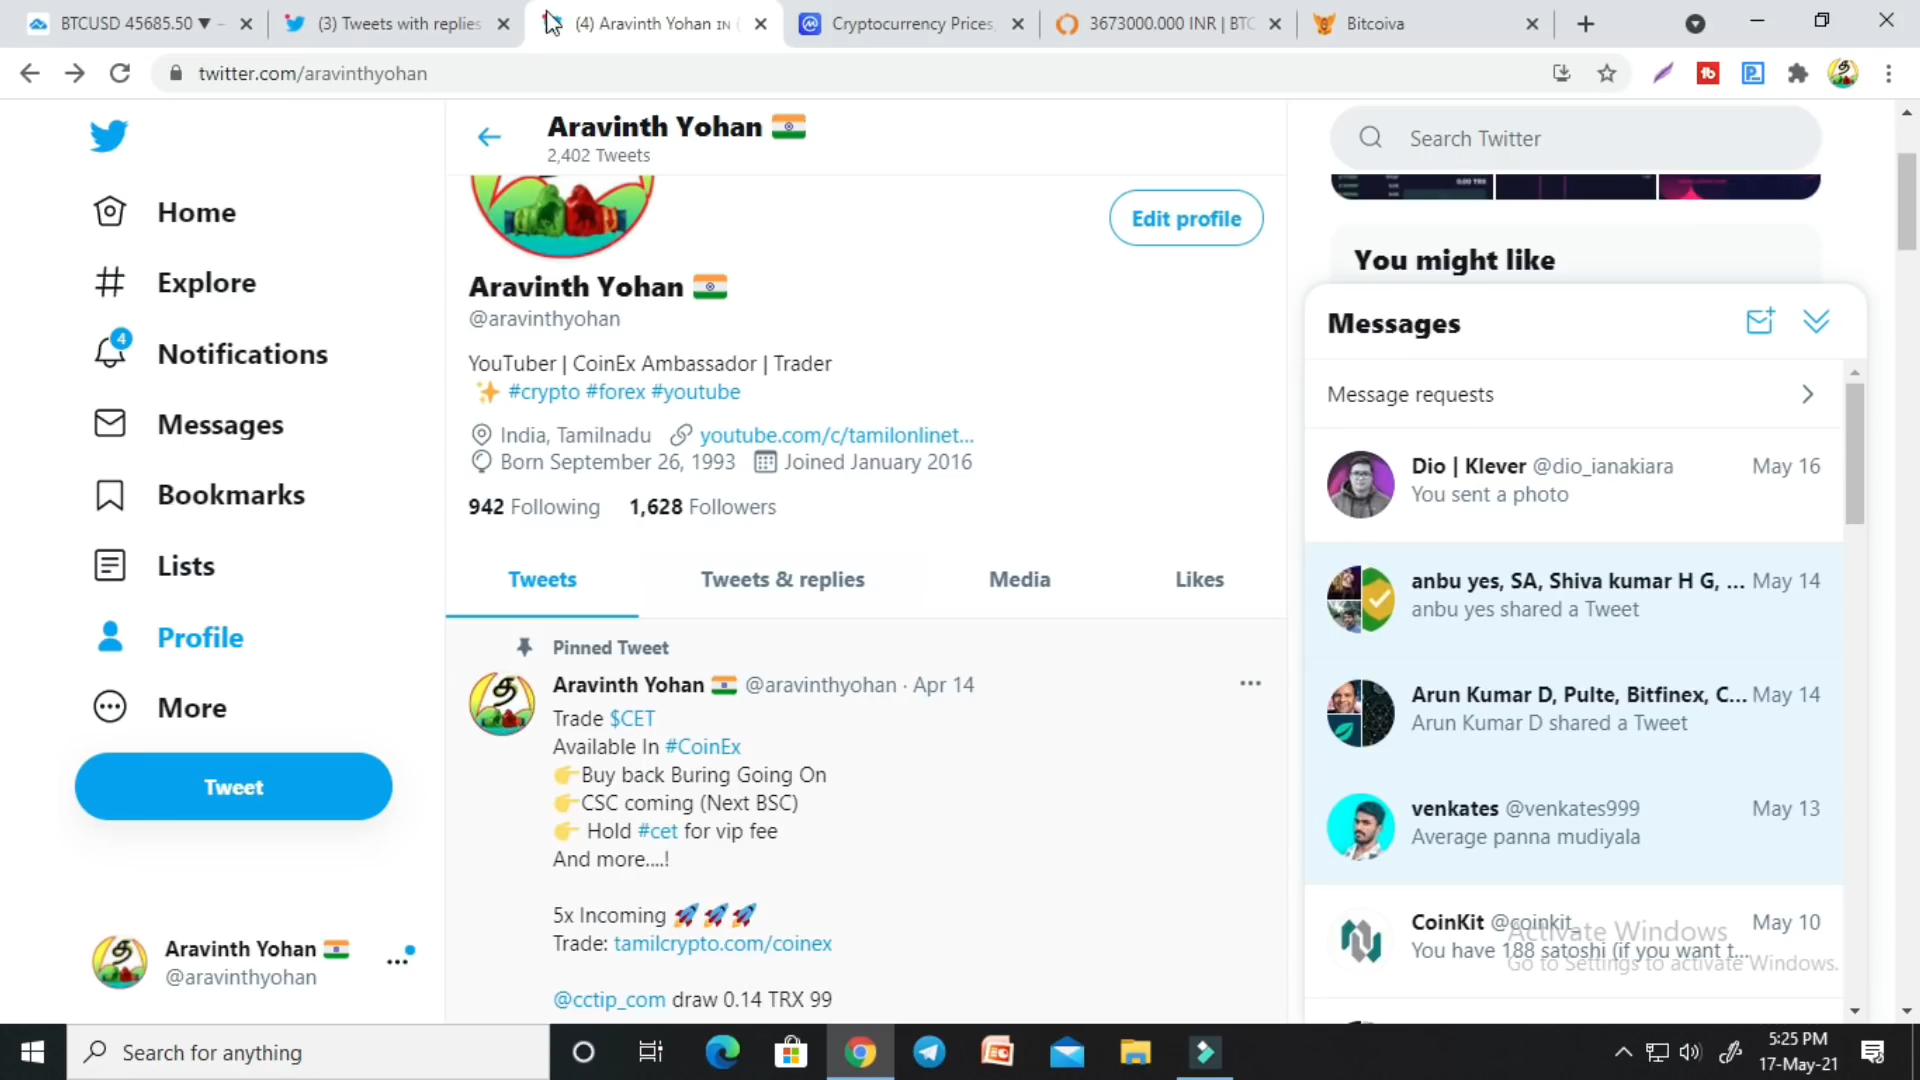 BTCUSD 45685.50 ▼ −
(3) Tweets with replies
(4) Aravinth Yohan IN (
Cryptocurrency Prices,
3673000.000 INR | BTC
Bitcoiva
twitter.com/aravinthyohan
Aravinth Yohan 🇮🇳
2,402 Tweets
Search Twitter
Home
Explore
4
Notifications
Messages
Bookmarks
Lists
Profile
More
Tweet
Aravinth Yohan 🇮🇳
@aravinthyohan
Edit profile
Aravinth Yohan 🇮🇳
@aravinthyohan
YouTuber | CoinEx Ambassador | Trader
✨ #crypto #forex #youtube
India, Tamilnadu youtube.com/c/tamilonlinet...
Born September 26, 1993 Joined January 2016
942 Following 1,628 Followers
Tweets Tweets & replies Media Likes
Pinned Tweet
Aravinth Yohan 🇮🇳 @aravinthyohan · Apr 14
Trade $CET
Available In #CoinEx
👉Buy back Buring Going On
👉CSC coming (Next BSC)
👉 Hold #cet for vip fee
And more....!
5x Incoming 🚀🚀🚀
Trade: tamilcrypto.com/coinex
@cctip_com draw 0.14 TRX 99
0.00 TRX
You might like
Messages
Message requests
Dio | Klever @dio_ianakiara May 16
You sent a photo
anbu yes, SA, Shiva kumar H G, ... May 14
anbu yes shared a Tweet
Arun Kumar D, Pulte, Bitfinex, C... May 14
Arun Kumar D shared a Tweet
venkates @venkates999 May 13
Average panna mudiyala
CoinKit @coinkit_ May 10
You have 188 satoshi (if you want t...
Activate Windows
Go to Settings to activate Windows.
Search for anything
5:25 PM
17-May-21